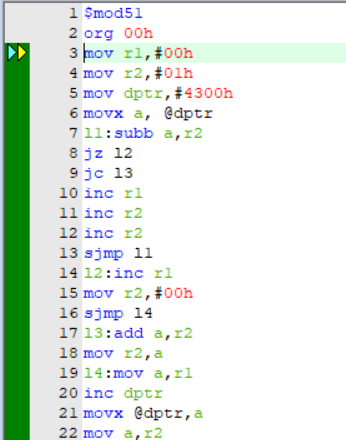 1 $mod51
2 org 00h
3 mov r1,#00h
4 mov r2,#01h
5 mov dptr,#4300h
6 movx a, @dptr
7 l1:subb a,r2
8 jz l2
9 jc l3
10 inc r1
11 inc r2
12 inc r2
13 sjmp l1
14 l2:inc r1
15 mov r2,#00h
16 sjmp l4
17 l3:add a,r2
18 mov r2,a
19 l4:mov a,r1
20 inc dptr
21 movx @dptr,a
22 mov a,r2